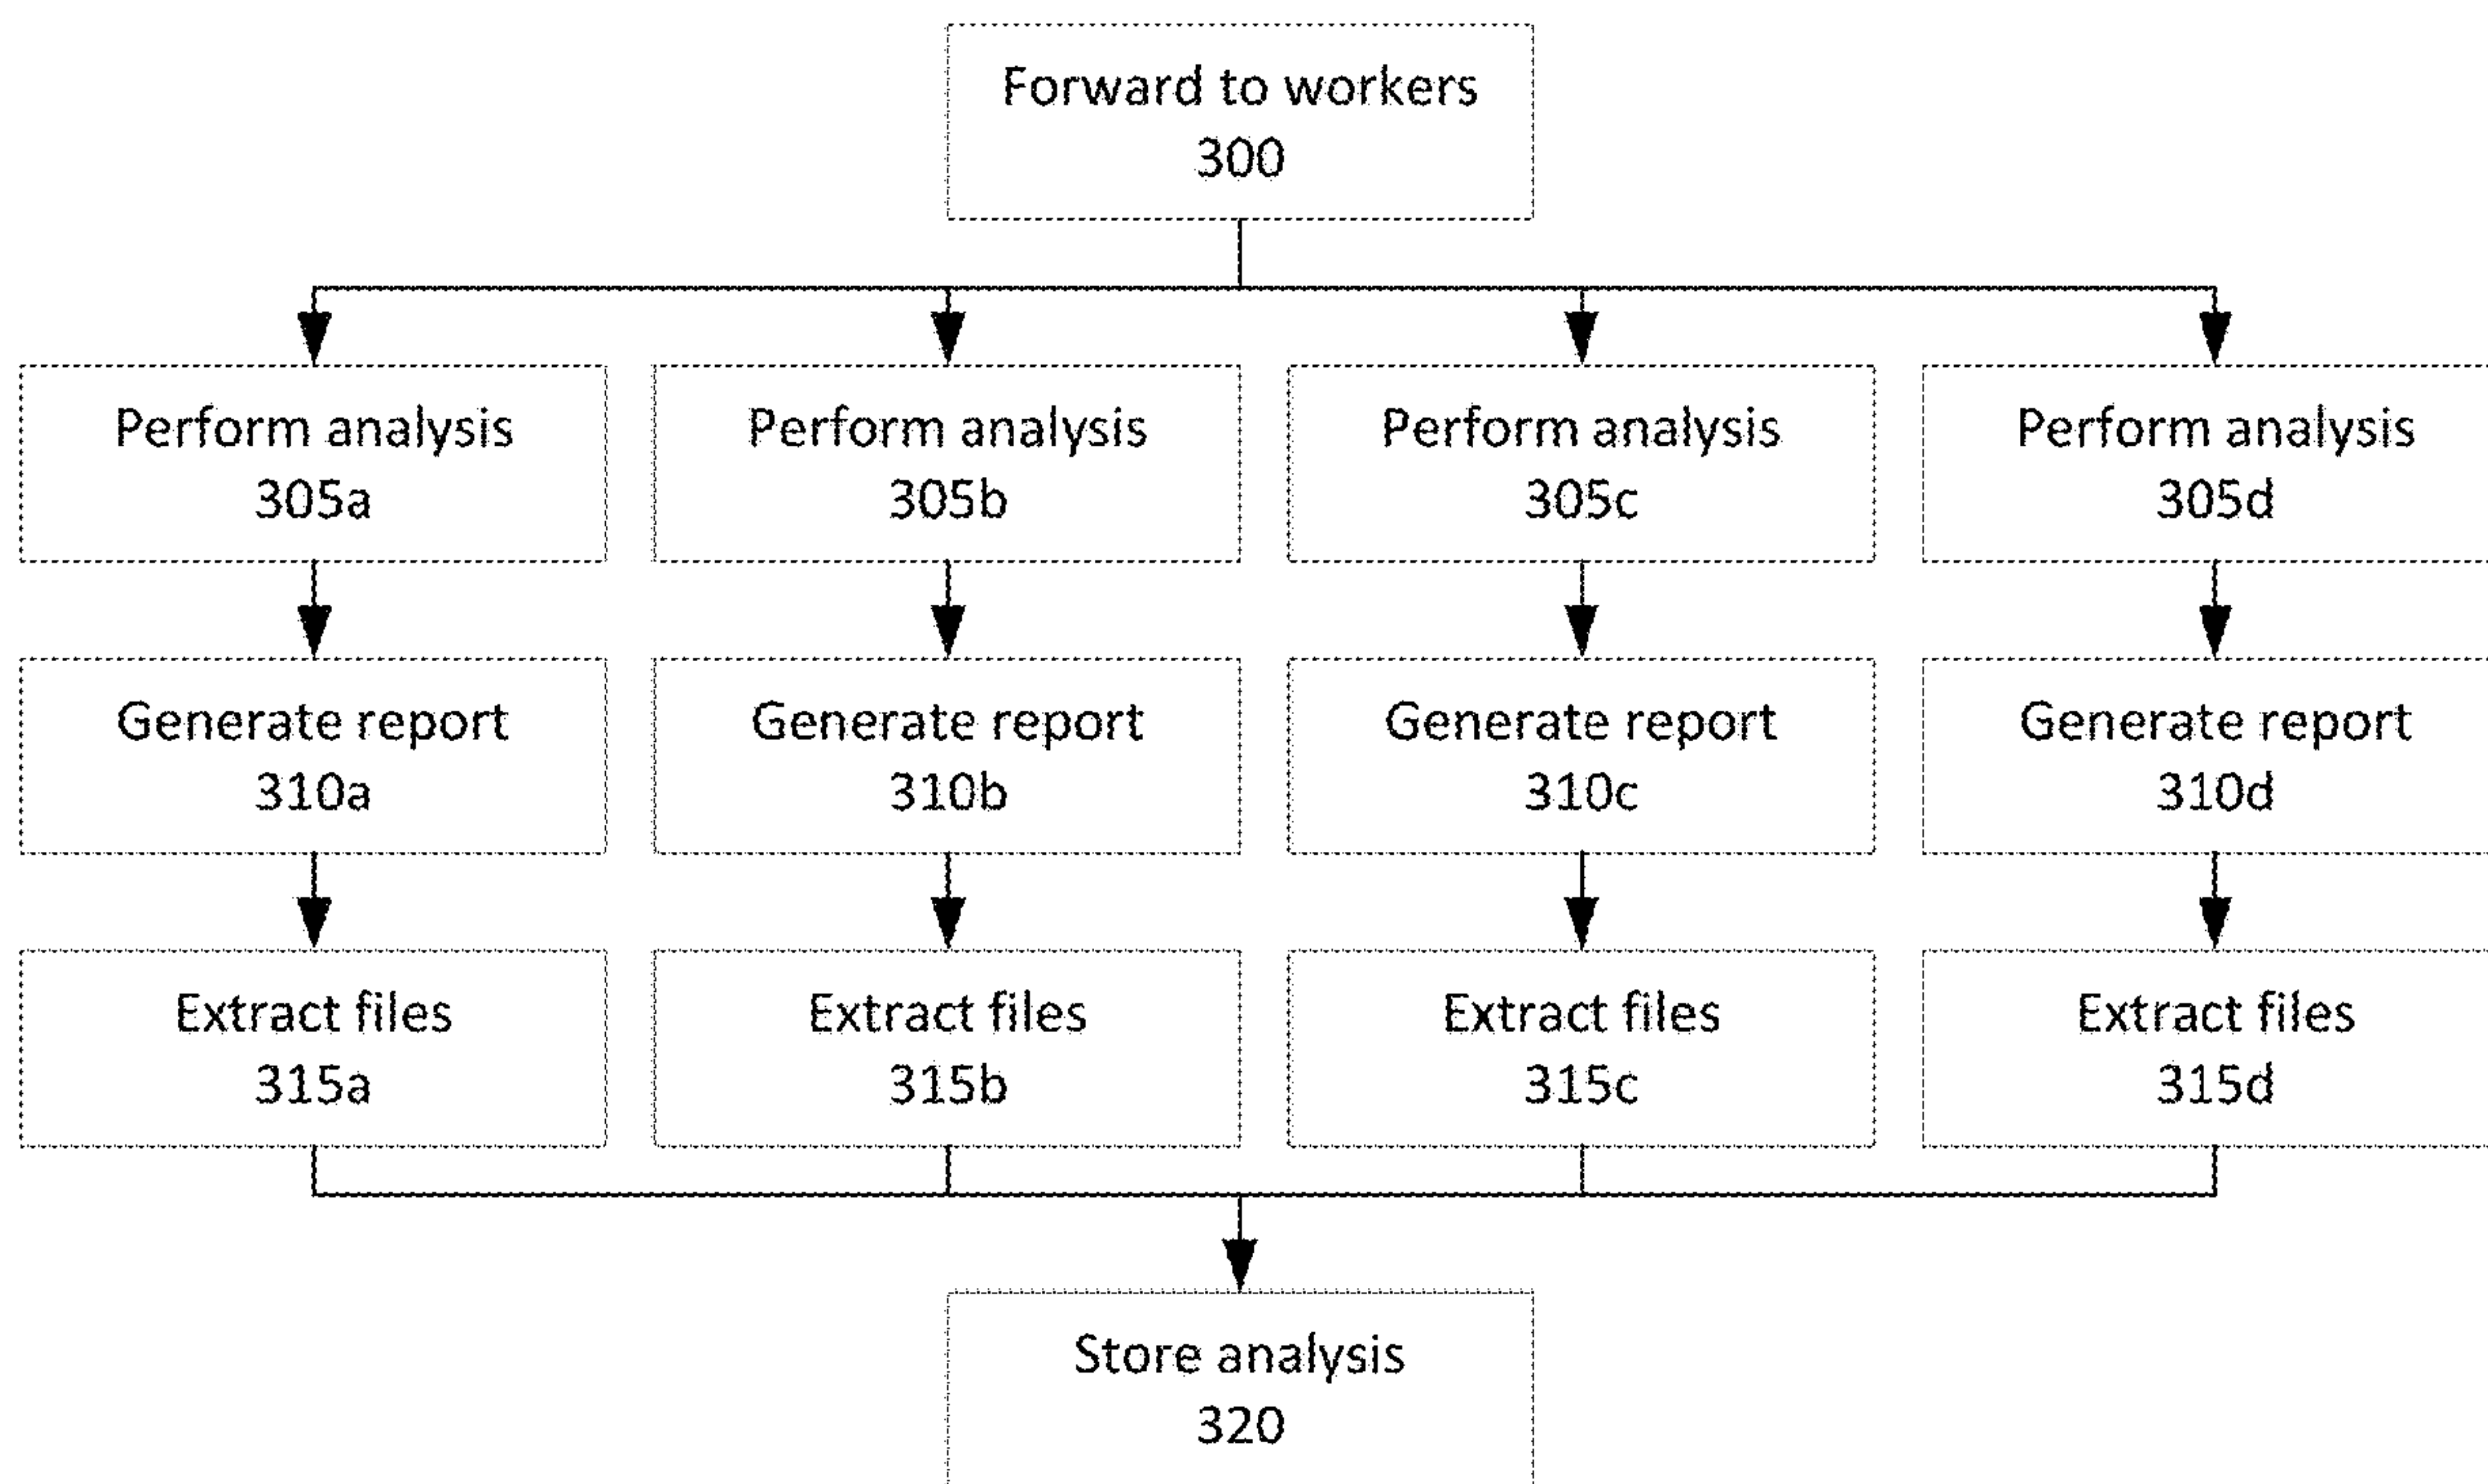 Forward to workers
300
Perform analysis
305a
Perform analysis
305b
Perform analysis
305c
Perform analysis
305d
Generate report
310a
Generate report
310b
Generate report
310c
Generate report
310d
Extract files
315a
Extract files
315b
Extract files
315c
Extract files
315d
Store analysis
320